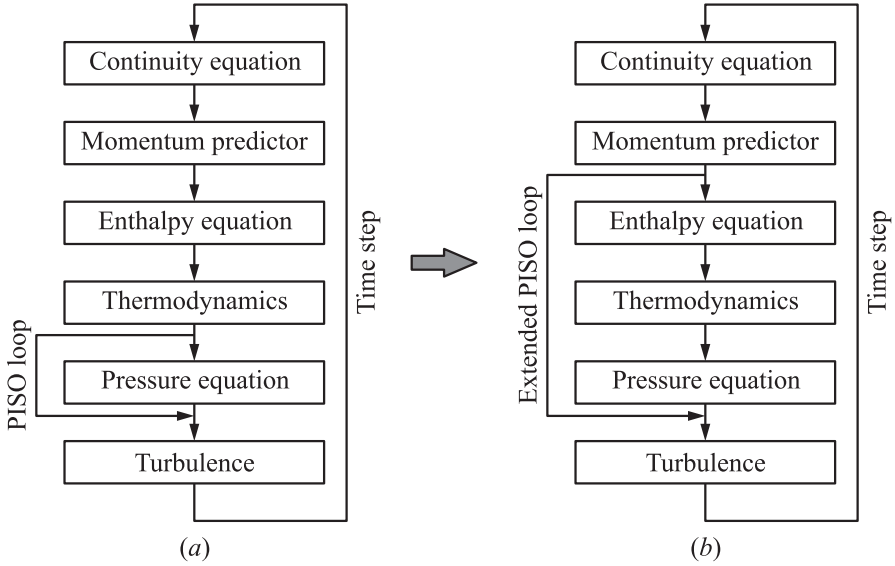 Continuity equation
Momentum predictor
Enthalpy equation
Thermodynamics
Pressure equation
Turbulence
PISO loop
Time step
(a)
Continuity equation
Momentum predictor
Enthalpy equation
Thermodynamics
Pressure equation
Turbulence
Extended PISO loop
Time step
(b)